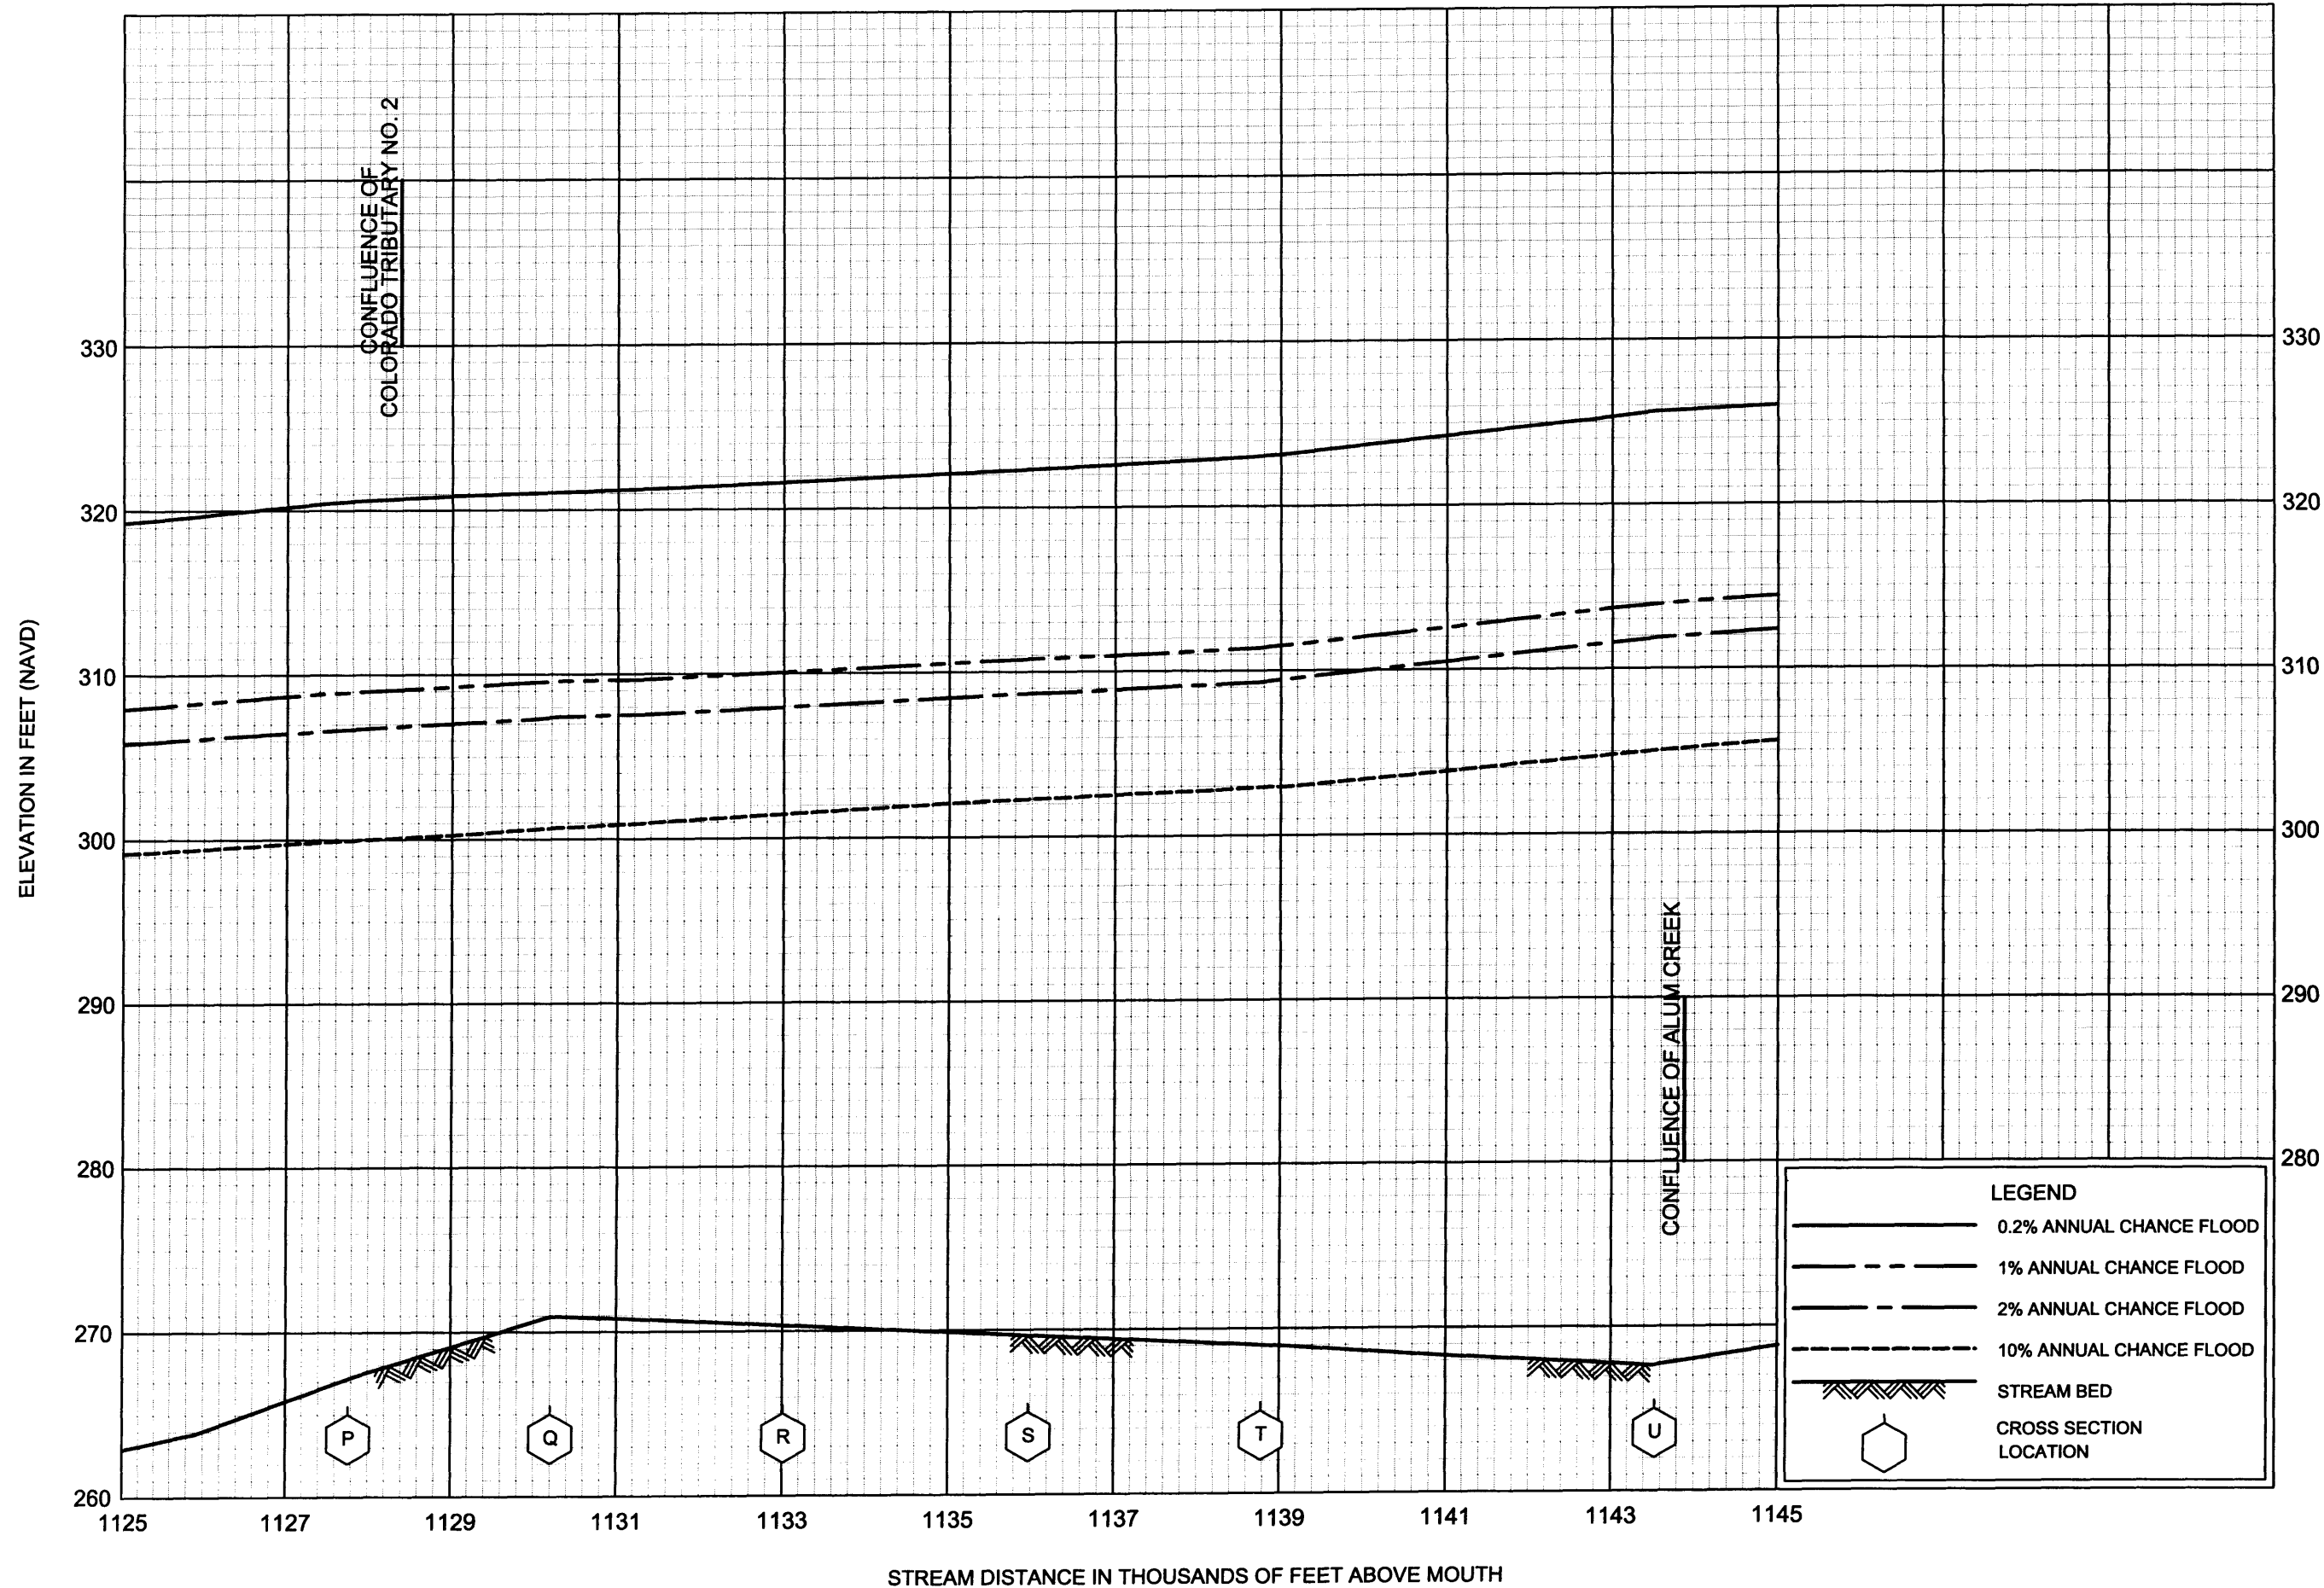 CONFLUENCE OF
COLORADO TRIBUTARY NO. 2
ELEVATION IN FEET (NAVD)
330
320
310
300
290
280
270
260
330
320
310
300
290
280
CONFLUENCE OF ALUM CREEK
LEGEND
0.2% ANNUAL CHANCE FLOOD
1% ANNUAL CHANCE FLOOD
2% ANNUAL CHANCE FLOOD
10% ANNUAL CHANCE FLOOD
STREAM BED
CROSS SECTION
LOCATION
P
Q
R
S
T
U
1125
1127
1129
1131
1133
1135
1137
1139
1141
1143
1145
STREAM DISTANCE IN THOUSANDS OF FEET ABOVE MOUTH